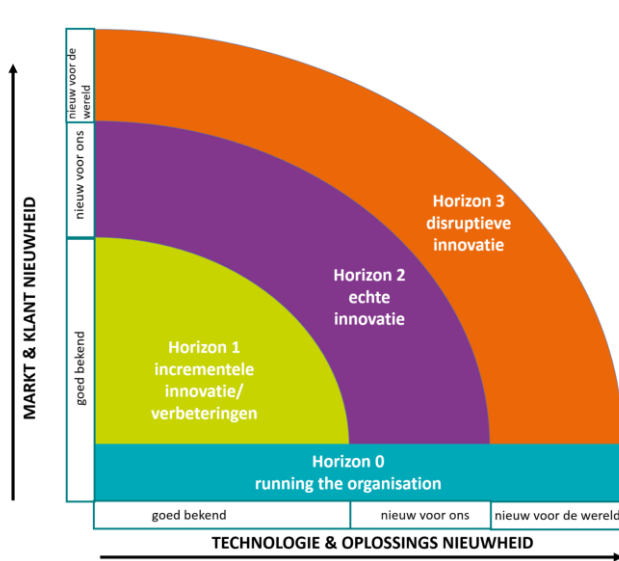 nieuw voor de
wereld
nieuw voor ons
goed bekend
MARKT & KLANT NIEUWHEID
Horizon 3
disruptieve
innovatie
Horizon 2
echte
innovatie
Horizon 1
incrementele
innovatie/
verbeteringen
Horizon 0
running the organisation
goed bekend
nieuw voor ons
nieuw voor de wereld
TECHNOLOGIE & OPLOSSINGS NIEUWHEID